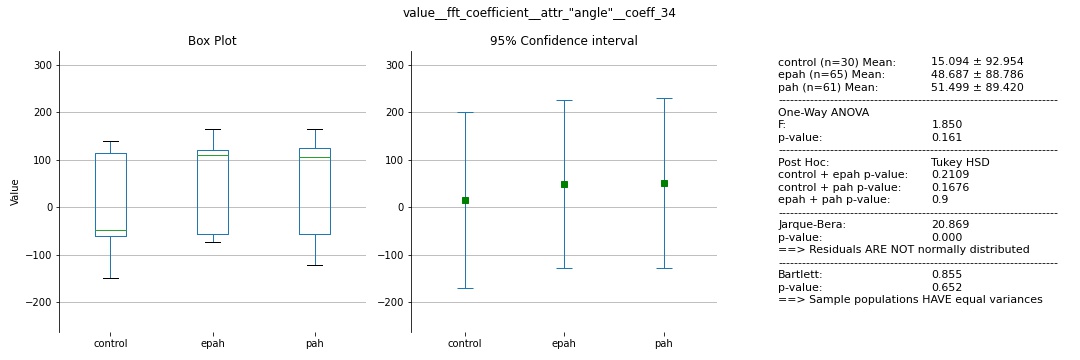 value__fft_coefficient__attr_"angle"__coeff_34
Box Plot
300
200
100
0
−100
−200
Value
control
epah
pah
95% Confidence interval
300
200
100
0
−100
−200
control
epah
pah
control (n=30) Mean: 15.094 ± 92.954
epah (n=65) Mean: 48.687 ± 88.786
pah (n=61) Mean: 51.499 ± 89.420
One-Way ANOVA
F: 1.850
p-value: 0.161
Post Hoc: Tukey HSD
control + epah p-value: 0.2109
control + pah p-value: 0.1676
epah + pah p-value: 0.9
Jarque-Bera: 20.869
p-value: 0.000
==> Residuals ARE NOT normally distributed
Bartlett: 0.855
p-value: 0.652
==> Sample populations HAVE equal variances